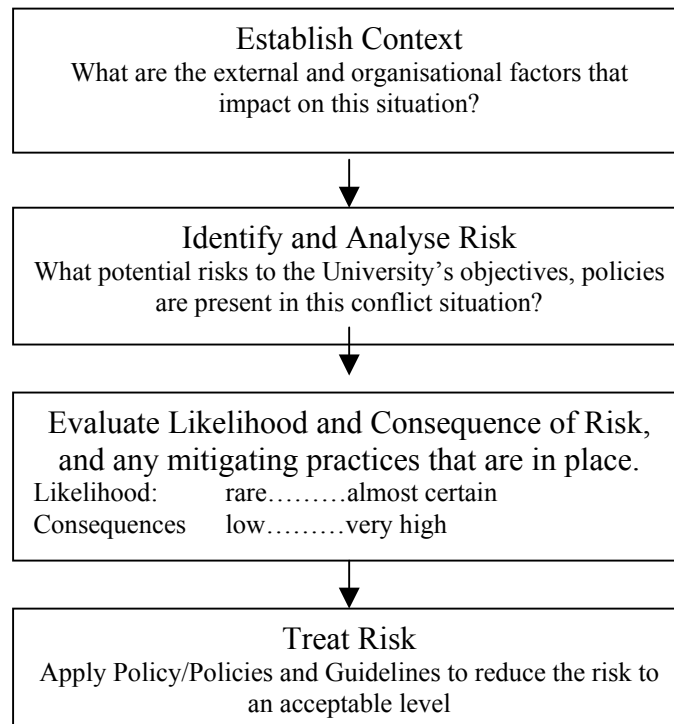 Establish Context
What are the external and organisational factors that
impact on this situation?
Identify and Analyse Risk
What potential risks to the University’s objectives, policies
are present in this conflict situation?
Evaluate Likelihood and Consequence of Risk,
and any mitigating practices that are in place.
Likelihood: rare………almost certain
Consequences low………very high
Treat Risk
Apply Policy/Policies and Guidelines to reduce the risk to
an acceptable level